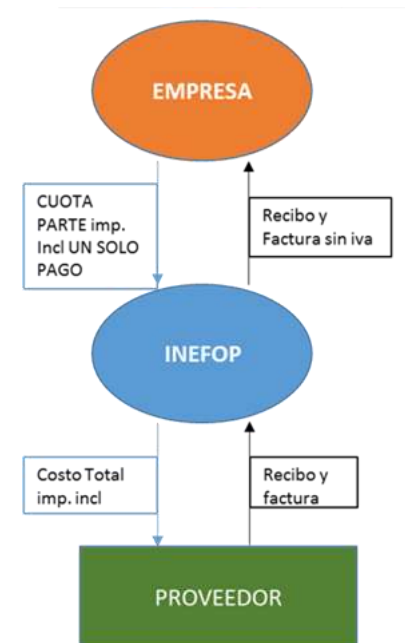 EMPRESA
CUOTA
PARTE imp.
Incl UN SOLO
PAGO
Recibo y
Factura sin iva
INEFOP
Costo Total
imp. incl
Recibo y
factura
PROVEEDOR